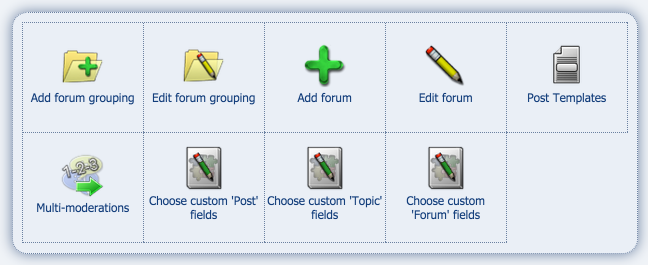 Add forum grouping
Edit forum grouping
Add forum
Edit forum
Post Templates
1-2-3
Multi-moderations
Choose custom 'Post'
fields
Choose custom 'Topic'
fields
Choose custom
'Forum' fields